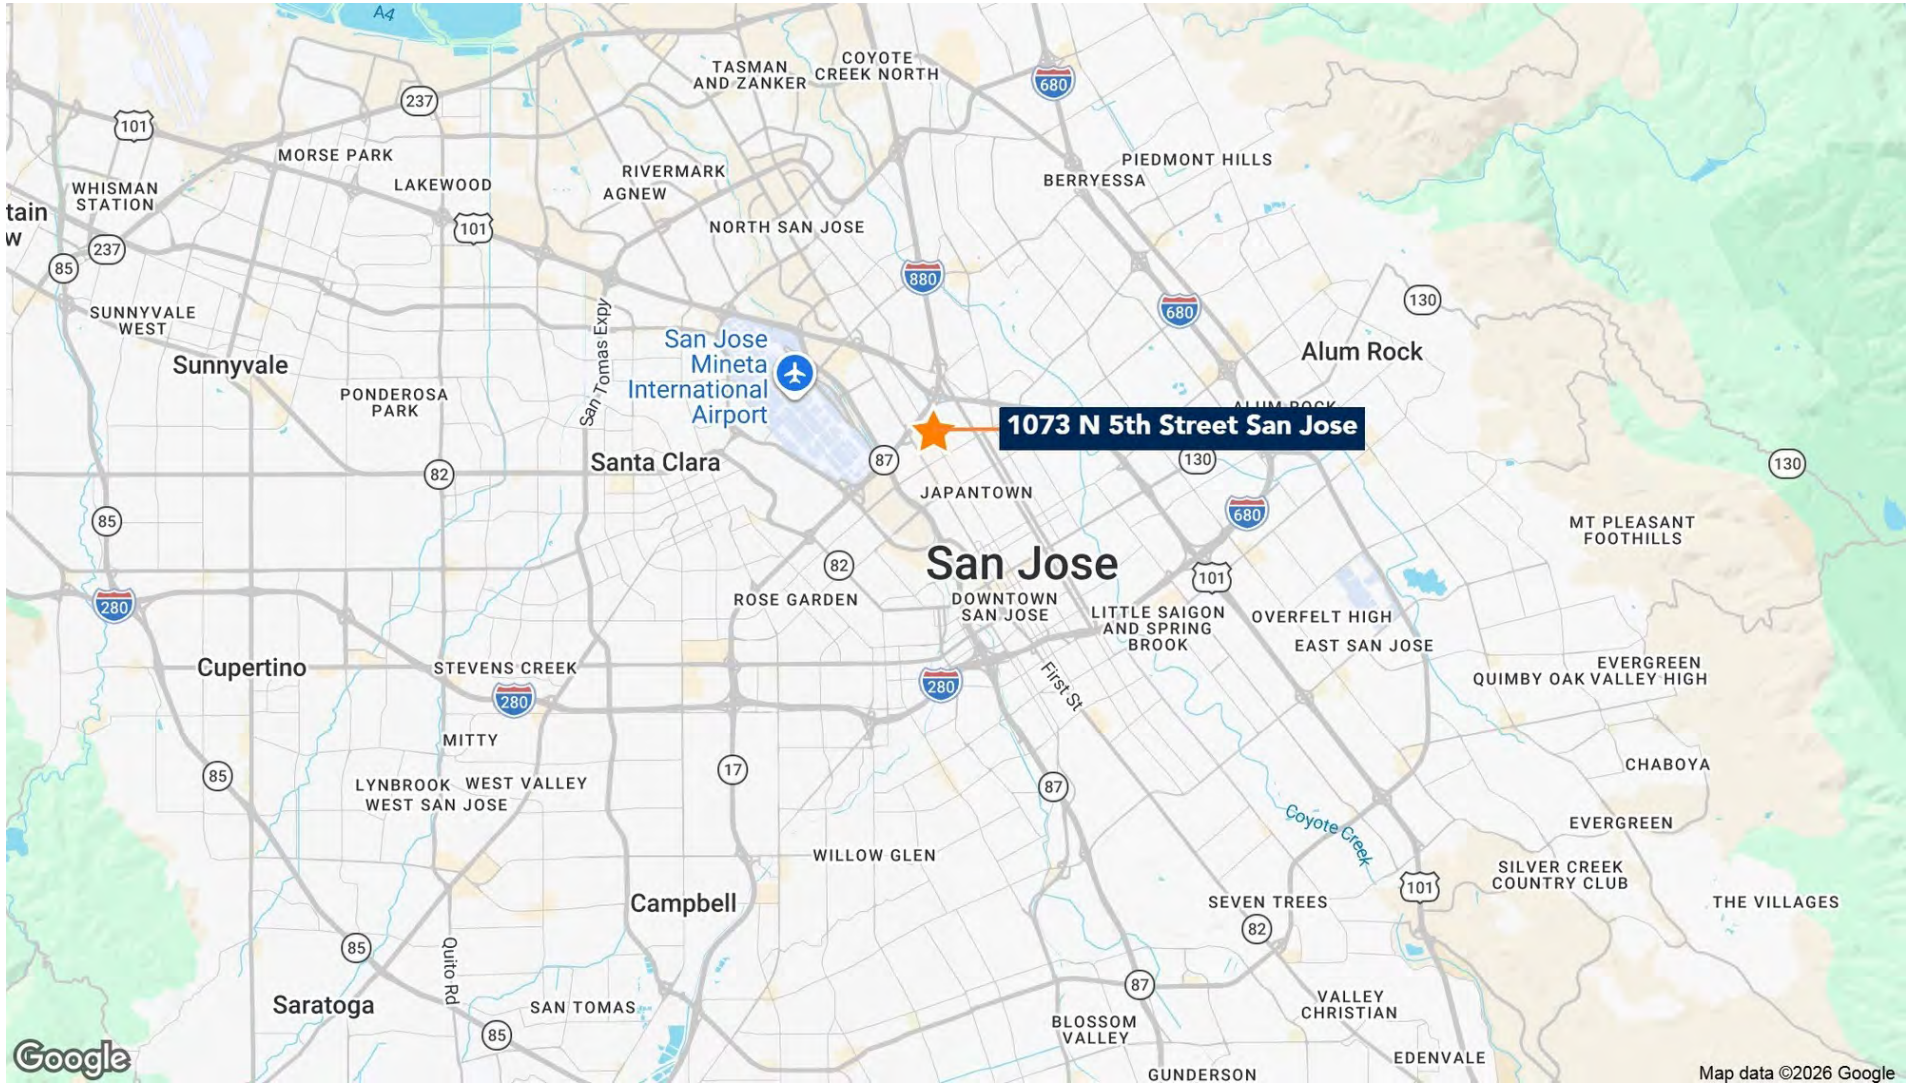 A4
237
101
TASMAN
AND ZANKER
COYOTE
CREEK NORTH
680
MORSE PARK
PIEDMONT HILLS
BERRYESSA
WHISMAN
STATION
LAKEWOOD
RIVERMARK
AGNEW
tain
w
237
101
NORTH SAN JOSE
85
880
130
680
SUNNYVALE
WEST
San Tomas Expy
San Jose
Mineta
International
Airport
Sunnyvale
Alum Rock
PONDEROSA
PARK
ALUM ROCK
1073 N 5th Street San Jose
Santa Clara
87
130
130
82
JAPANTOWN
85
680
MT PLEASANT
FOOTHILLS
San Jose
82
101
280
ROSE GARDEN
DOWNTOWN
SAN JOSE
LITTLE SAIGON
AND SPRING
BROOK
OVERFELT HIGH
EAST SAN JOSE
Cupertino
STEVENS CREEK
EVERGREEN
QUIMBY OAK VALLEY HIGH
280
280
First St
MITTY
CHABOYA
85
17
87
LYNBROOK
WEST VALLEY
WEST SAN JOSE
Coyote Creek
EVERGREEN
WILLOW GLEN
SILVER CREEK
COUNTRY CLUB
101
Campbell
SEVEN TREES
THE VILLAGES
82
85
Quito Rd
87
Saratoga
SAN TOMAS
VALLEY
CHRISTIAN
85
BLOSSOM
VALLEY
Google
EDENVALE
GUNDERSON
Map data ©2026 Google